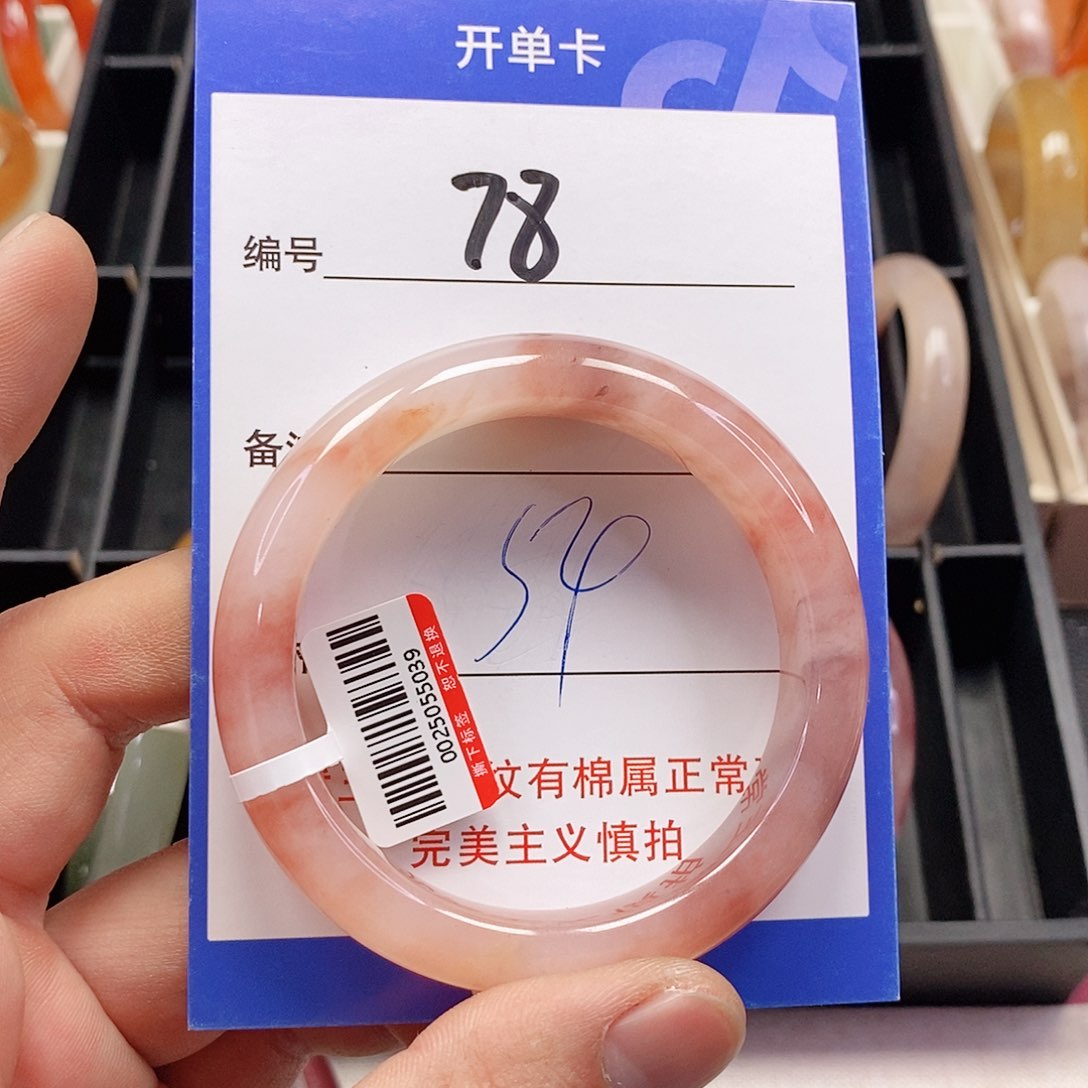 开单卡
编号 78
备
54
0025055039
撕下标签 恕不退换
纹有棉属正常
完美主义慎拍